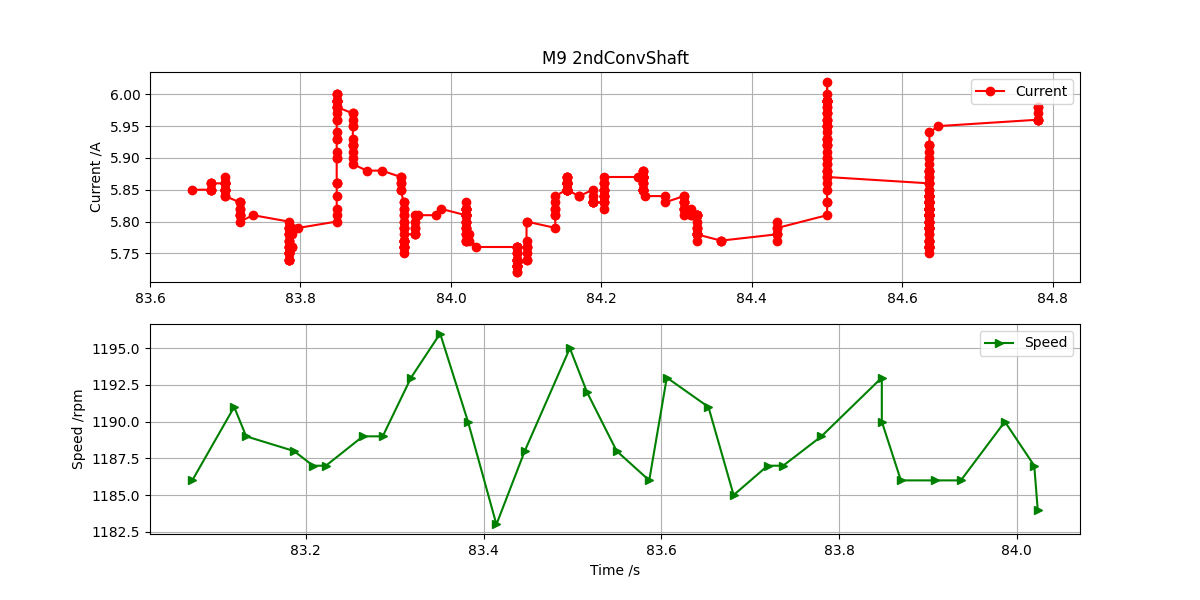 M9 2ndConvShaft
Current /A
6.00
5.95
5.90
5.85
5.80
5.75
Current
83.6 83.8 84.0 84.2 84.4 84.6 84.8
Speed /rpm
1195.0
1192.5
1190.0
1187.5
1185.0
1182.5
Speed
83.2 83.4 83.6 83.8 84.0
Time /s